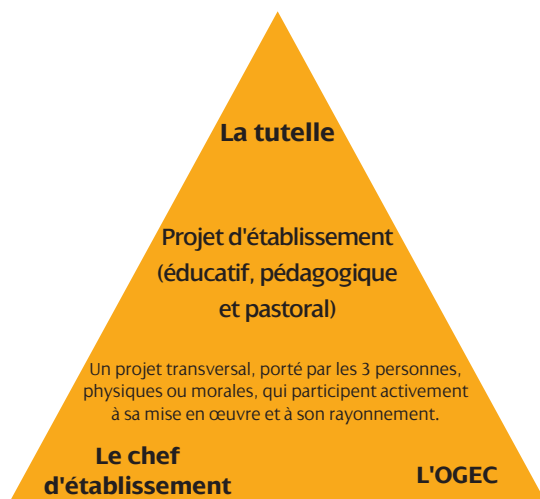 La tutelle
Projet d'établissement
(éducatif, pédagogique
et pastoral)
Un projet transversal, porté par les 3 personnes,
physiques ou morales, qui participent activement
à sa mise en œuvre et à son rayonnement.
Le chef
d'établissement
L'OGEC